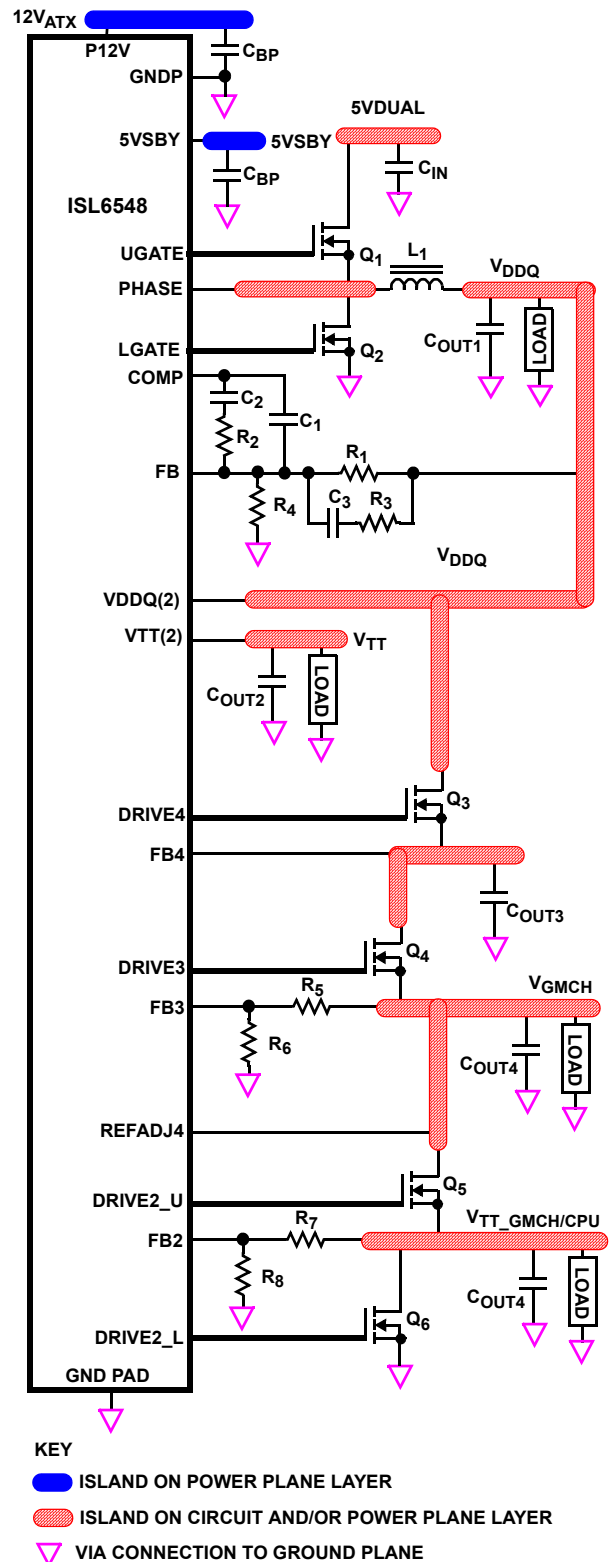 12VATX
P12V
CBP
GNDP
5VDUAL
5VSBY
5VSBY
CBP
CIN
ISL6548
UGATE
Q1
L1
VDDQ
PHASE
LGATE
Q2
COUT1
LOAD
COMP
C2
C1
R2
FB
R1
R4
C3
R3
VDDQ
VDDQ(2)
VTT(2)
VTT
COUT2
LOAD
Q3
DRIVE4
FB4
COUT3
Q4
DRIVE3
R5
VGMCH
FB3
R6
COUT4
LOAD
REFADJ4
Q5
DRIVE2_U
R7
VTT_GMCH/CPU
FB2
R8
COUT4
LOAD
Q6
DRIVE2_L
GND PAD
KEY
ISLAND ON POWER PLANE LAYER
ISLAND ON CIRCUIT AND/OR POWER PLANE LAYER
VIA CONNECTION TO GROUND PLANE